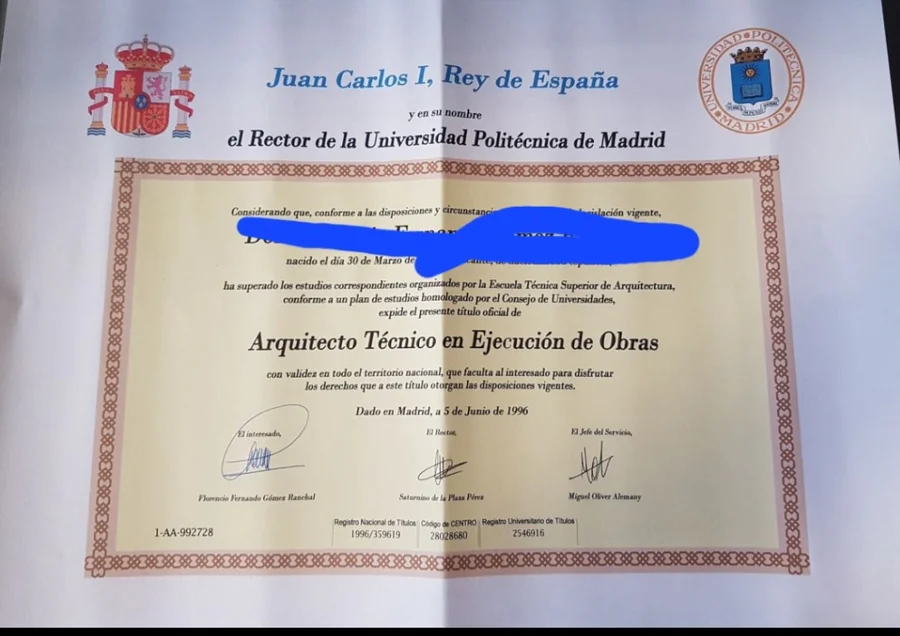 Juan Carlos I, Rey de España
UNIVERSIDAD POLITÉCNICA
MADRID
y en su nombre
el Rector de la Universidad Politécnica de Madrid
Considerando que, conforme a las disposiciones y vigente,
nacido el día 30 de Marzo de
ha superado los estudios correspondientes organizados por la Escuela Técnica Superior de Arquitectura,
conforme a un plan de estudios homologado por el Consejo de Universidades,
expide el presente título oficial de
Arquitecto Técnico en Ejecución de Obras
con validez en todo el territorio nacional, que faculta al interesado para disfrutar
los derechos que a este título otorgan las disposiciones vigentes.
Dado en Madrid, a 5 de Junio de 1996
El interesado, El Rector, El Jefe del Servicio,
Florencio Fernando Gómez Ranchal Saturnino de la Plaza Pérez Miguel Oliver Alemany
Registro Nacional de Títulos Código de CENTRO Registro Universitario de Títulos
1-AA-992728 1996/359619 28028680 2546916